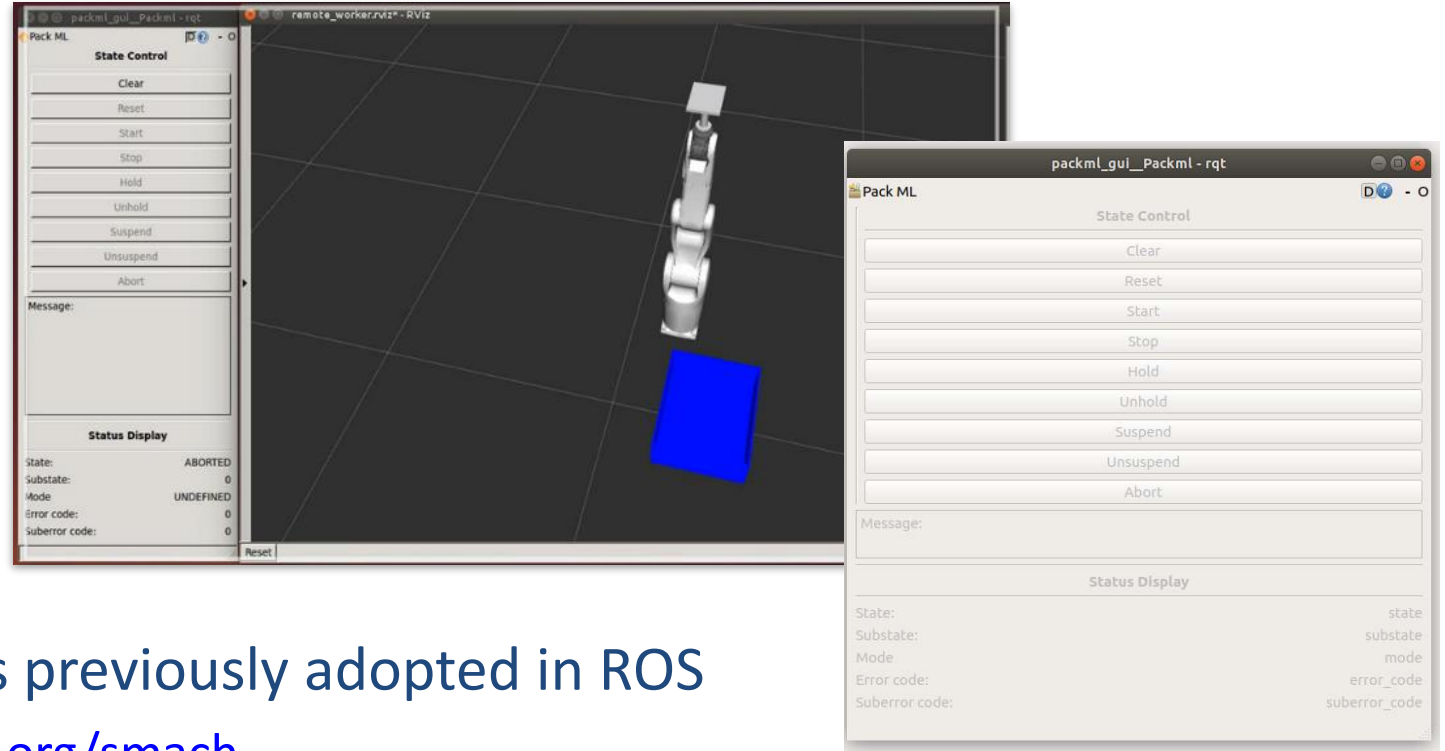 packml_gui__Packml - rqt
Pack ML
D - O
State Control
Clear
Reset
Start
Stop
Hold
Unhold
Suspend
Unsuspend
Abort
Message:
Status Display
State: ABORTED
Substate: 0
Mode UNDEFINED
Error code: 0
Suberror code: 0
remote_worker.rviz* - RViz
Reset
packml_gui__Packml - rqt
Pack ML
D? - O
State Control
Clear
Reset
Start
Stop
Hold
Unhold
Suspend
Unsuspend
Abort
Message:
Status Display
State: state
Substate: substate
Mode mode
Error code: error_code
Suberror code: suberror_code
s previously adopted in ROS
.org/smach